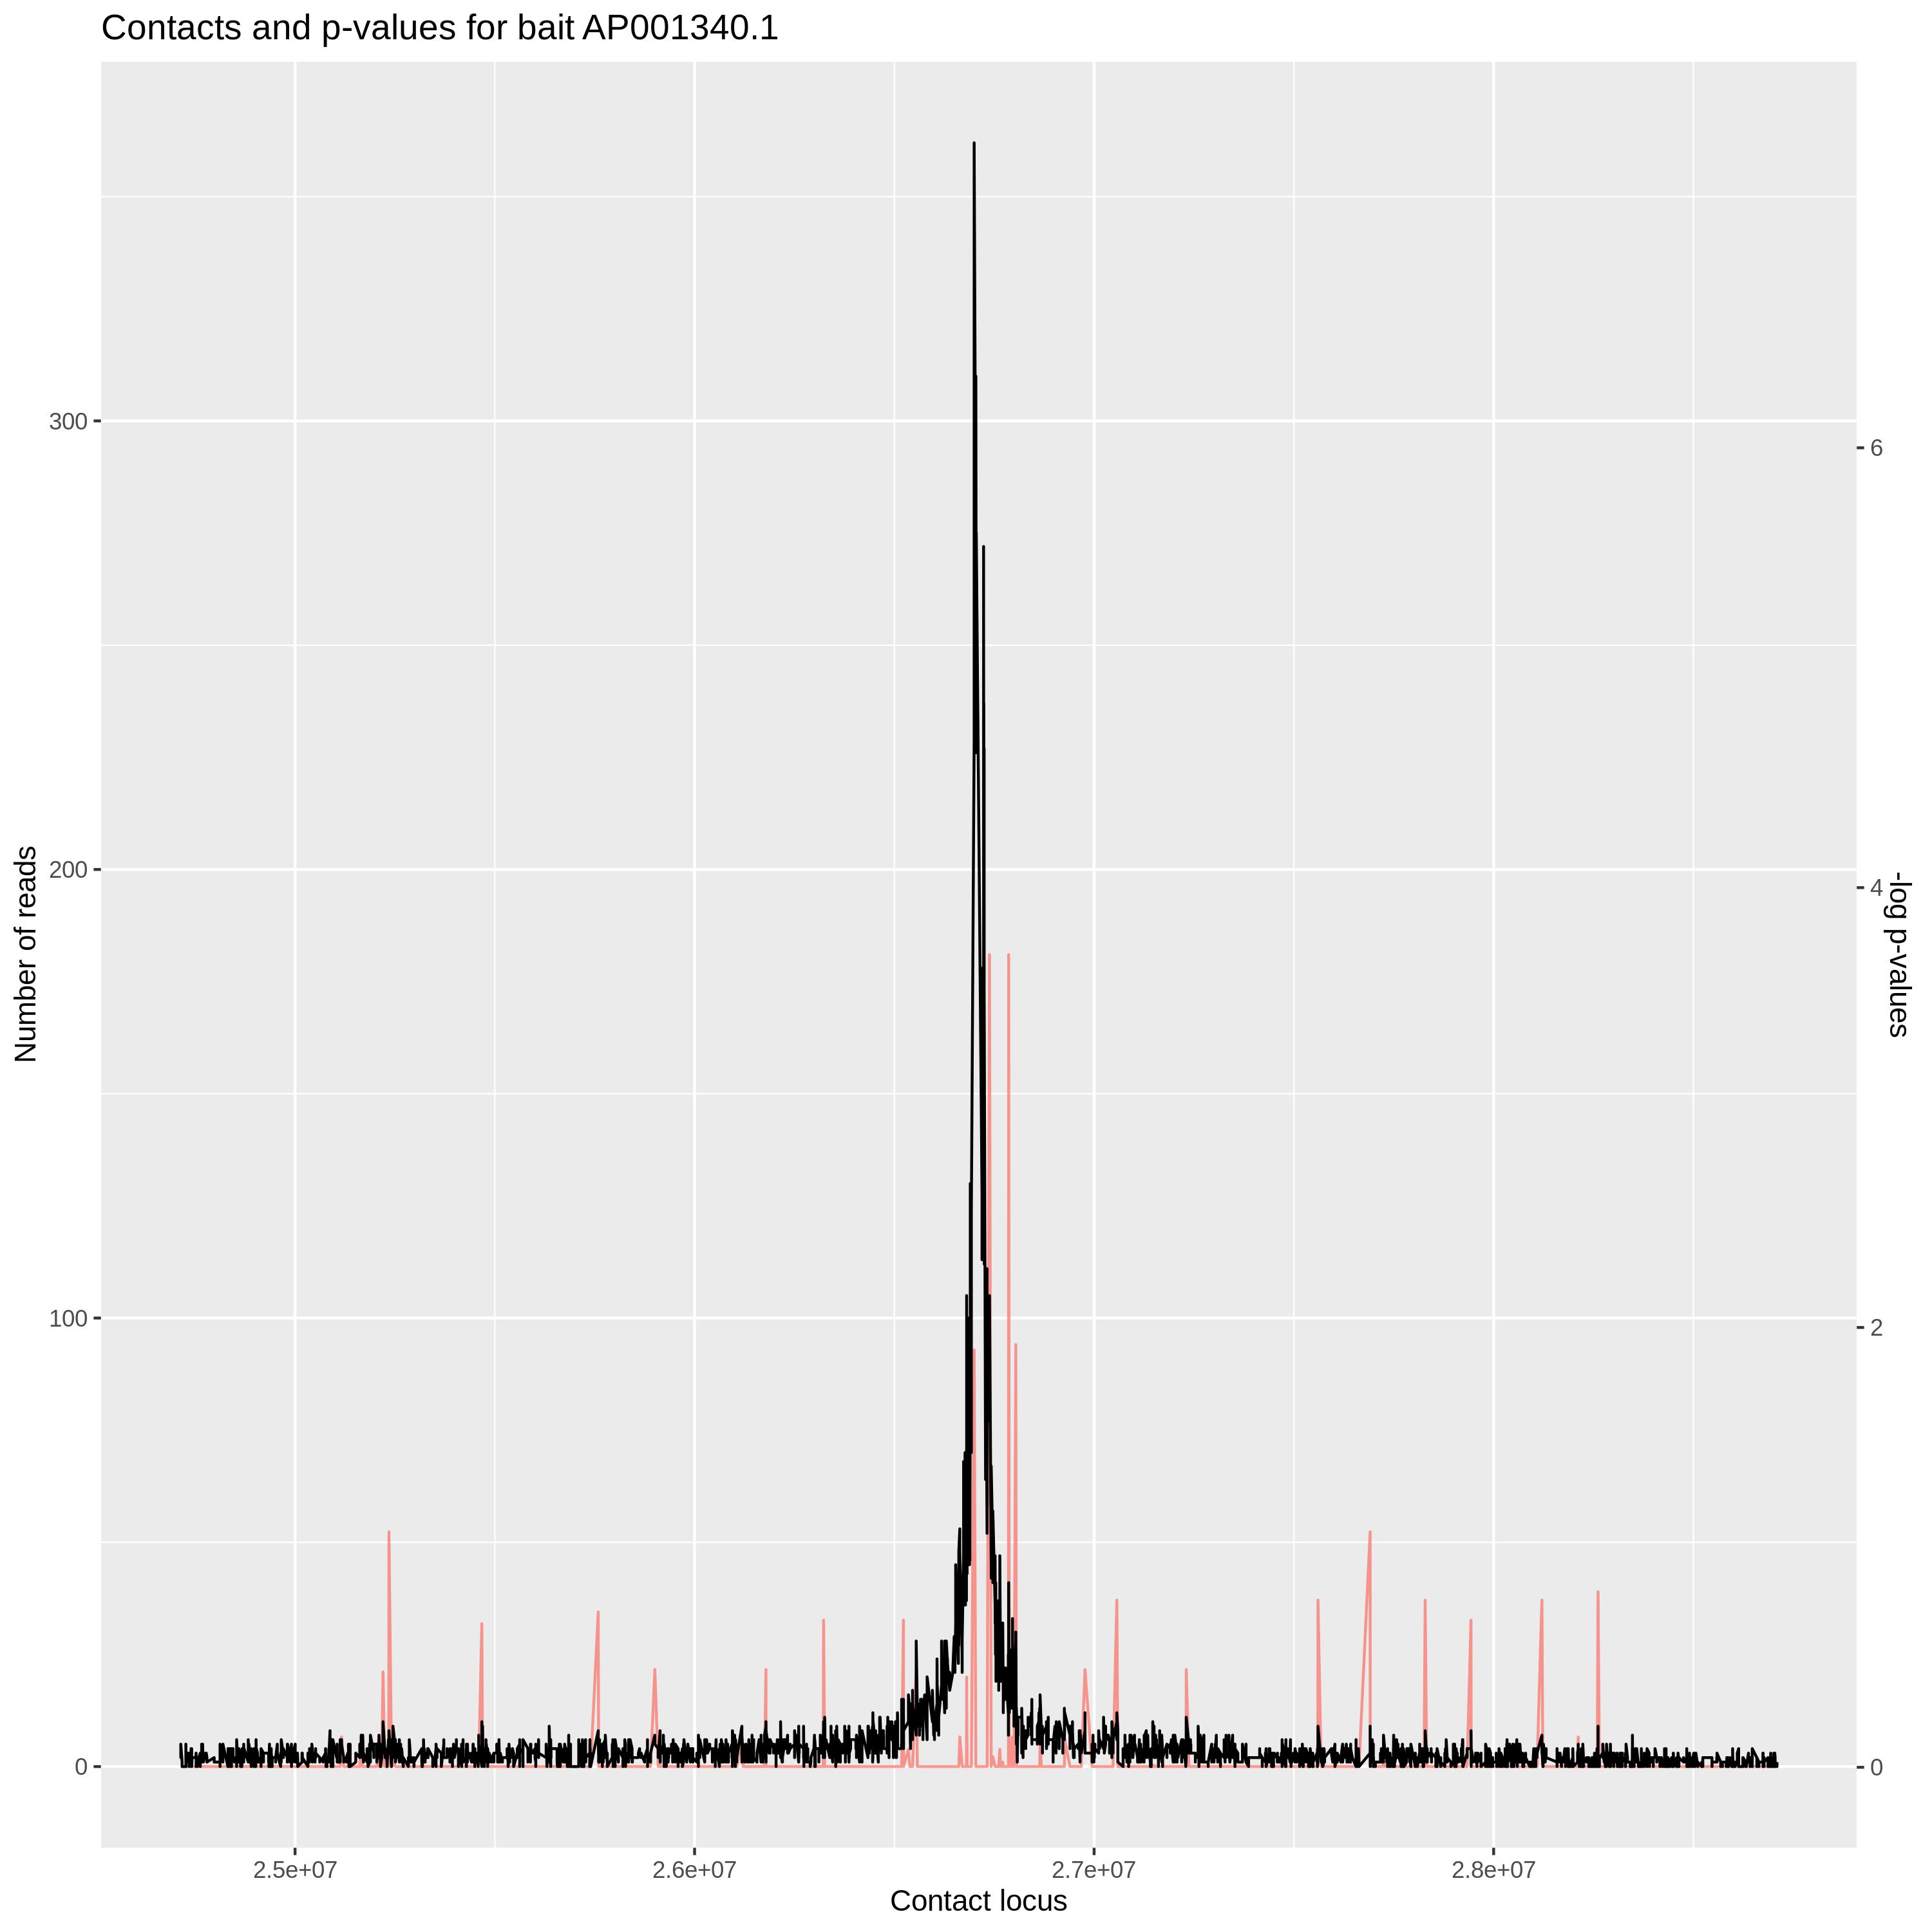 Contacts and p-values for bait AP001340.1
300
200
100
0
Number of reads
6
4
2
0
-log p-values
2.5e+07
2.6e+07
2.7e+07
2.8e+07
Contact locus